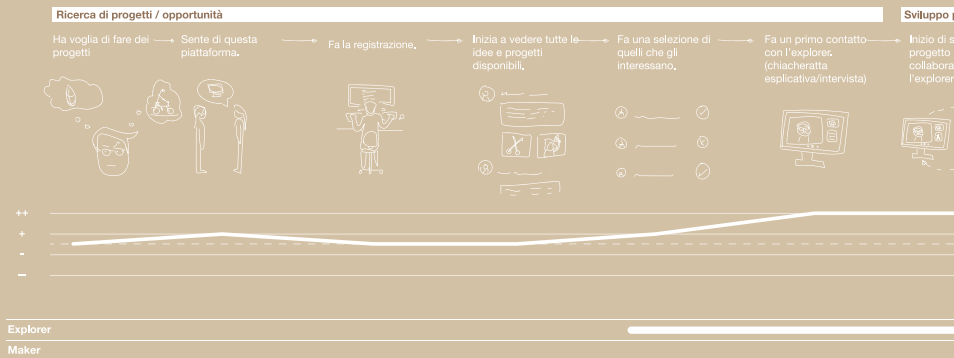 Ricerca di progetti / opportunità
Sviluppo
Ha voglia di fare dei
progetti
Sente di questa
piattaforma.
Fa la registrazione.
Inizia a vedere tutte le
idee e progetti
disponibili.
Fa una selezione di
quelli che gli
interessano.
Fa un primo contatto
con l'explorer.
(chiacheratta
esplicativa/intervista)
Inizio di
progetto
collabora
l'explorer
++
+
-
—
Explorer
Maker